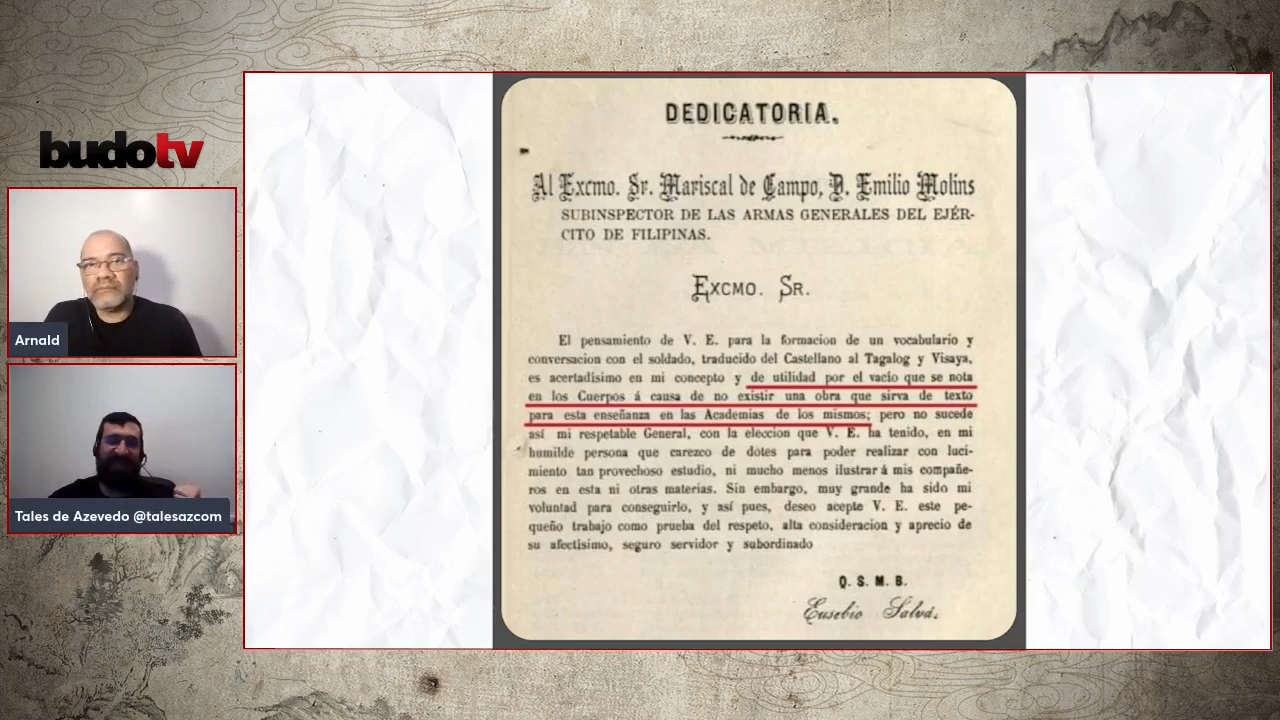 budotv
Arnald
Tales de Azevedo @talesazcom
DEDICATORIA.
Al Excmo. Sr. Mariscal de Campo, D. Emilio Molins
SUBINSPECTOR DE LAS ARMAS GENERALES DEL EJÉR-
CITO DE FILIPINAS.
EXCMO. SR.
El pensamiento de V. E. para la formacion de un vocabulario y
conversacion con el soldado, traducido del Castellano al Tagalog y Visaya,
es acertadisimo en mi concepto y de utilidad por el vacio que se nota
en los Cuerpos á causa de no existir una obra que sirva de texto
para esta enseñanza en las Academias de los mismos; pero no sucede
así mi respetable General, con la eleccion que V. E. ha tenido, en mi
humilde persona que carezco de dotes para poder realizar con luci-
miento tan provechoso estudio, ni mucho menos ilustrar á mis compañe-
ros en esta ni otras materias. Sin embargo, muy grande ha sido mi
voluntad para conseguirlo, y así pues, deseo acepte V. E. este pe-
queño trabajo como prueba del respeto, alta consideracion y aprecio de
su afectisimo, seguro servidor y subordinado
Q. S. M. B.
Eusebio Salvá.